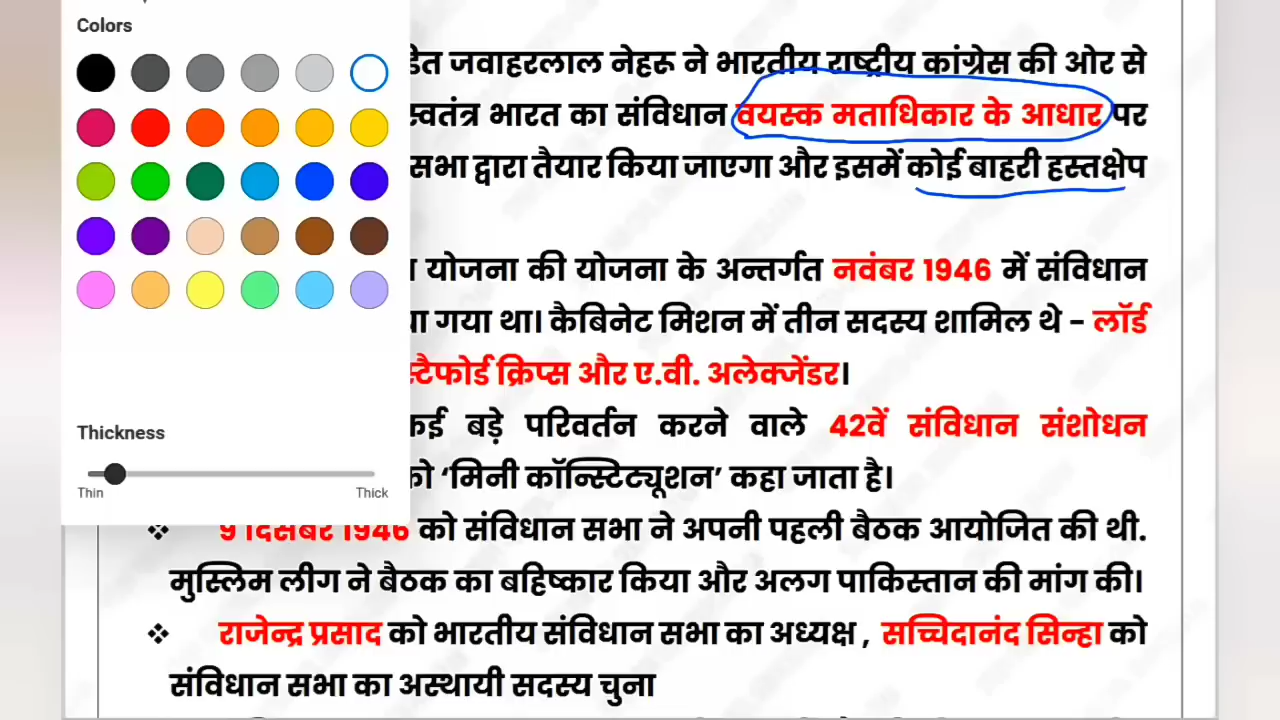 Colors
जवाहरलाल नेहरू ने भारतीय राष्ट्रीय कांग्रेस की ओर से
स्वतंत्र भारत का संविधान वयस्क मताधिकार के आधार पर
सभा द्वारा तैयार किया जाएगा और इसमें कोई बाहरी हस्तक्षेप
योजना की योजना के अन्तर्गत नवंबर 1946 में संविधान
गया था। कैबिनेट मिशन में तीन सदस्य शामिल थे – लॉर्ड
स्टैफोर्ड क्रिप्स और ए.वी. अलेक्जेंडर।
कई बड़े परिवर्तन करने वाले 42वें संविधान संशोधन
Thickness
को ‘मिनी कॉन्स्टिट्यूशन’ कहा जाता है।
Thin Thick
❖ 9 दिसंबर 1946 को संविधान सभा ने अपनी पहली बैठक आयोजित की थी.
मुस्लिम लीग ने बैठक का बहिष्कार किया और अलग पाकिस्तान की मांग की।
❖ राजेन्द्र प्रसाद को भारतीय संविधान सभा का अध्यक्ष , सच्चिदानंद सिन्हा को
संविधान सभा का अस्थायी सदस्य चुना